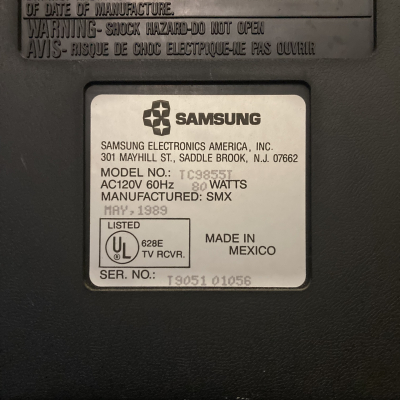 OF DATE OF MANUFACTURE.
WARNING- SHOCK HAZARD-DO NOT OPEN
AVIS- RISQUE DE CHOC ELECTPIQUE-NE PAS OUVRIR
SAMSUNG
SAMSUNG ELECTRONICS AMERICA, INC.
301 MAYHILL ST., SADDLE BROOK, N.J. 07662
MODEL NO.: TC9855T
AC120V 60Hz 80 WATTS
MANUFACTURED: SMX
MAY,1989
LISTED
UL 628E
TV RCVR.
MADE IN
MEXICO
SER. NO.: T9051 01056